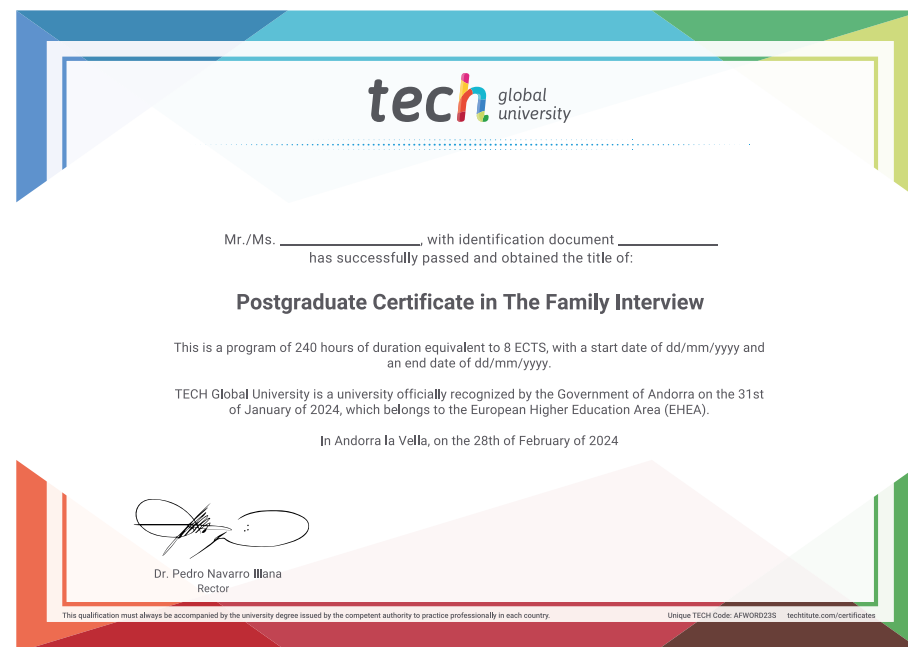 tech global
university
Mr./Ms. ____________________, with identification document ______________
has successfully passed and obtained the title of:
Postgraduate Certificate in The Family Interview
This is a program of 240 hours of duration equivalent to 8 ECTS, with a start date of dd/mm/yyyy and
an end date of dd/mm/yyyy.
TECH Global University is a university officially recognized by the Government of Andorra on the 31st
of January of 2024, which belongs to the European Higher Education Area (EHEA).
In Andorra la Vella, on the 28th of February of 2024
Dr. Pedro Navarro Illana
Rector
This qualification must always be accompanied by the university degree issued by the competent authority to practice professionally in each country.
Unique TECH Code: AFWORD23S techtitute.com/certificates